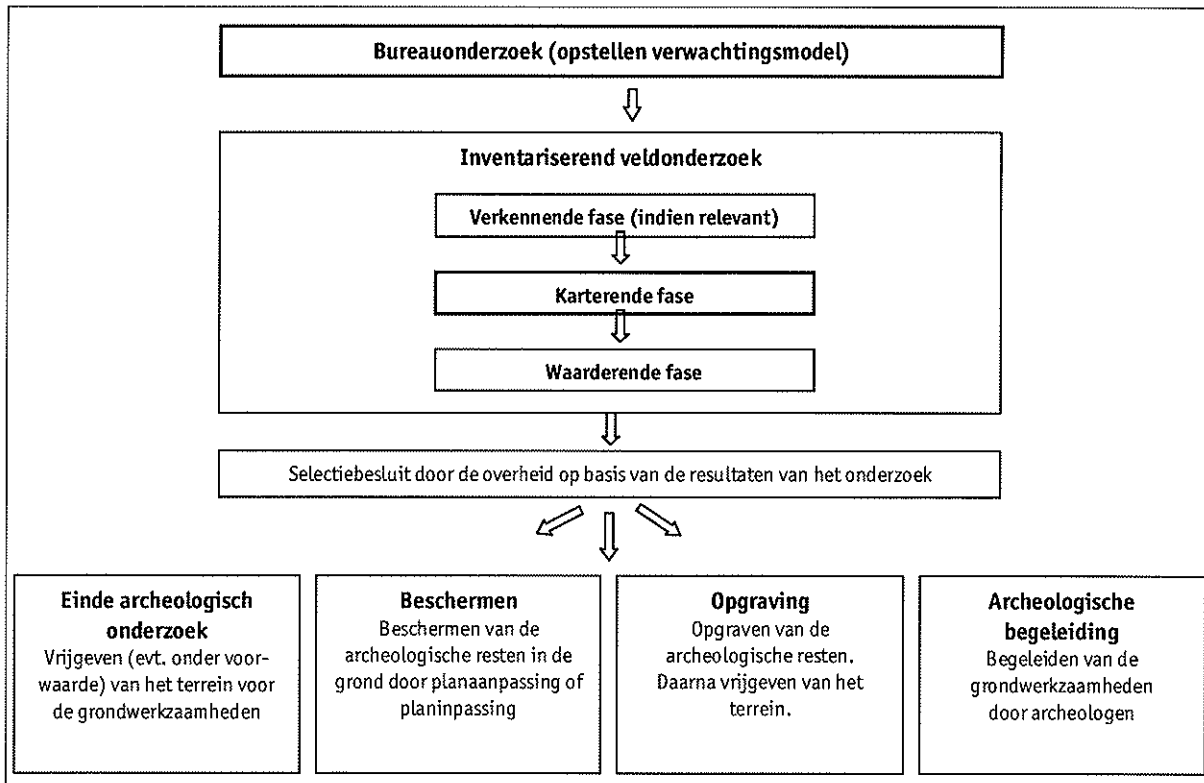 Bureauonderzoek (opstellen verwachtingsmodel)
Inventariserend veldonderzoek
Verkennende fase (indien relevant)
Karterende fase
Waarderende fase
Selectiebesluit door de overheid op basis van de resultaten van het onderzoek
Einde archeologisch
onderzoek
Vrijgeven (evt. onder voor-
waarde) van het terrein voor
de grondwerkzaamheden
Beschermen
Beschermen van de
archeologische resten in de
grond door planaanpassing of
planinpassing
Opgraving
Opgraven van de
archeologische resten.
Daarna vrijgeven van het
terrein.
Archeologische
begeleiding
Begeleiden van de
grondwerkzaamheden
door archeologen